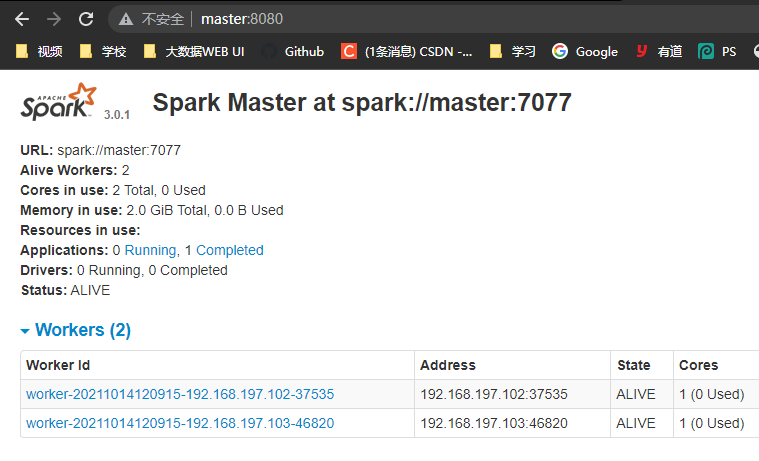 不安全 master:8080
视频 学校 大数据WEB UI Github (1条消息) CSDN -... 学习 Google 有道 PS
APACHE Spark 3.0.1 Spark Master at spark://master:7077
URL: spark://master:7077
Alive Workers: 2
Cores in use: 2 Total, 0 Used
Memory in use: 2.0 GiB Total, 0.0 B Used
Resources in use:
Applications: 0 Running, 1 Completed
Drivers: 0 Running, 0 Completed
Status: ALIVE
Workers (2)
Worker Id Address State Cores
worker-20211014120915-192.168.197.102-37535 192.168.197.102:37535 ALIVE 1 (0 Used)
worker-20211014120915-192.168.197.103-46820 192.168.197.103:46820 ALIVE 1 (0 Used)